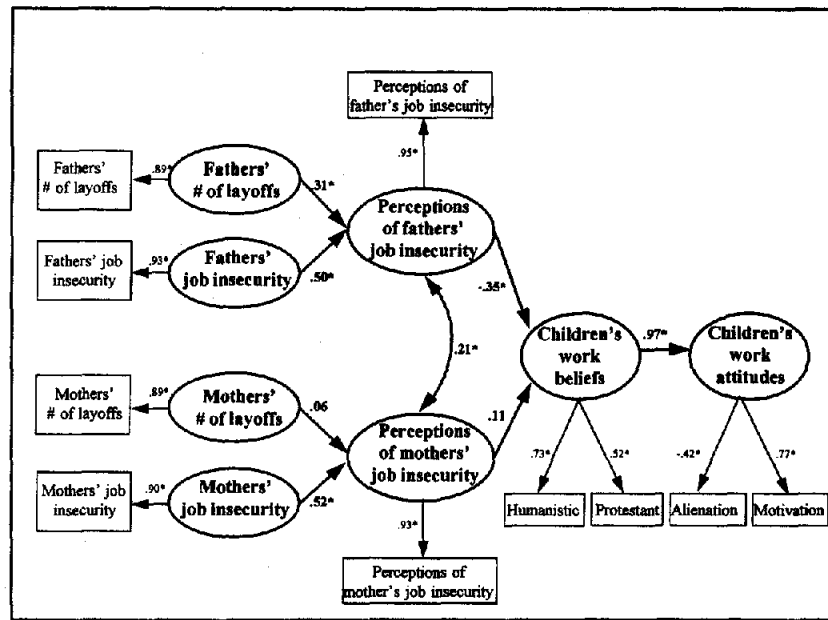 Perceptions of
father's job insecurity
.95*
Fathers'
# of layoffs
.89*
Fathers'
# of layoffs
.31*
Perceptions
of fathers'
job insecurity
Fathers' job
insecurity
.93*
Fathers'
job insecurity
.50*
-.35*
.21*
Children's
work
beliefs
.97*
Children's
work
attitudes
Mothers'
# of layoffs
.89*
Mothers'
# of layoffs
.06
.11
Perceptions
of mothers'
job insecurity
Mothers' job
insecurity
.90*
Mothers'
job insecurity
.52*
.73*
.52*
-.42*
.77*
Humanistic
Protestant
Alienation
Motivation
.93*
Perceptions of
mother's job insecurity